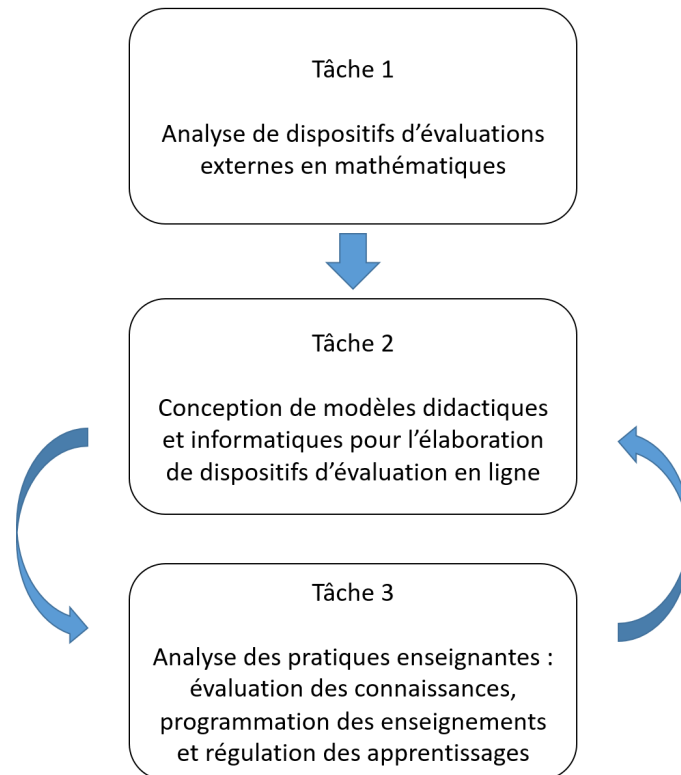 Tâche 1
Analyse de dispositifs d’évaluations
externes en mathématiques
Tâche 2
Conception de modèles didactiques
et informatiques pour l’élaboration
de dispositifs d’évaluation en ligne
Tâche 3
Analyse des pratiques enseignantes :
évaluation des connaissances,
programmation des enseignements
et régulation des apprentissages